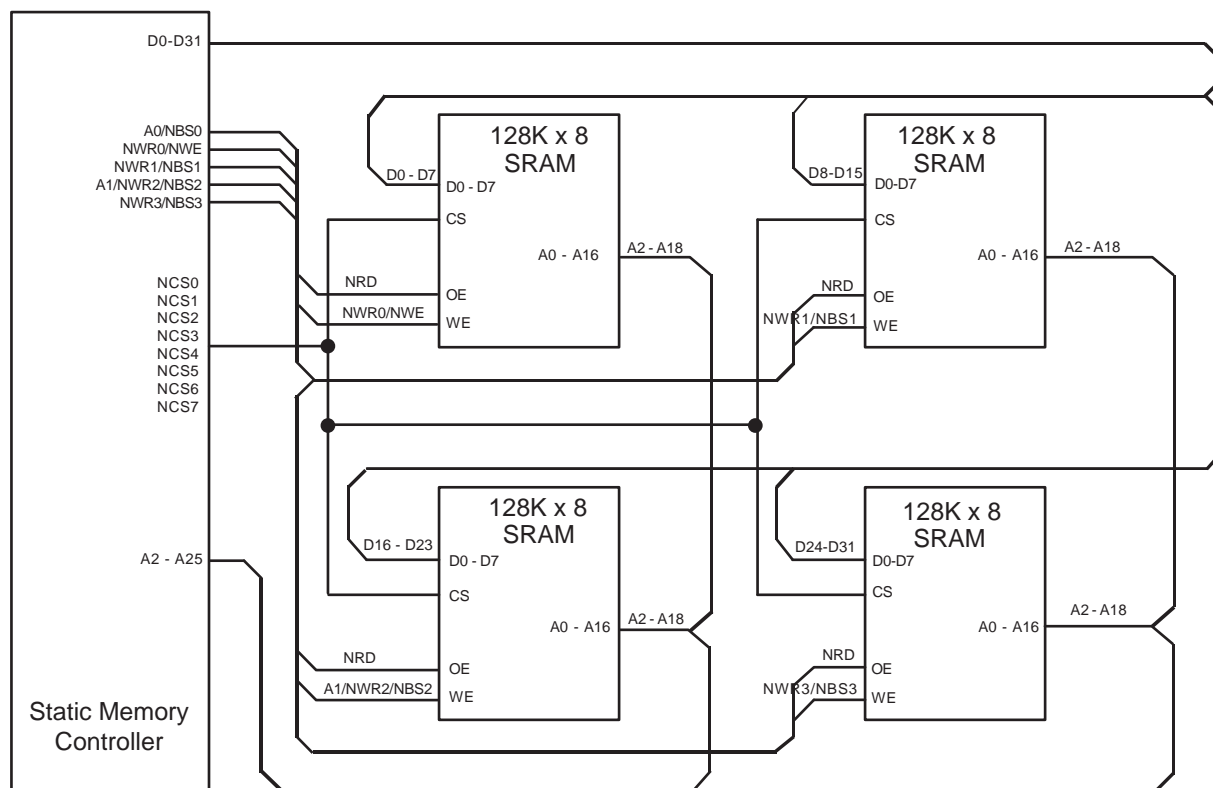 D0-D31
A0/NBS0
NWR0/NWE
NWR1/NBS1
A1/NWR2/NBS2
NWR3/NBS3
NCS0
NCS1
NCS2
NCS3
NCS4
NCS5
NCS6
NCS7
A2 - A25
Static Memory
Controller
128K x 8
SRAM
D0 - D7
D0 - D7
CS
A0 - A16
A2 - A18
NRD
OE
NWR0/NWE
WE
128K x 8
SRAM
D8-D15
D0-D7
CS
A0 - A16
A2 - A18
NRD
OE
NWR1/NBS1
WE
128K x 8
SRAM
D16 - D23
D0 - D7
CS
A0 - A16
A2 - A18
NRD
OE
A1/NWR2/NBS2
WE
128K x 8
SRAM
D24-D31
D0-D7
CS
A0 - A16
A2 - A18
NRD
OE
NWR3/NBS3
WE